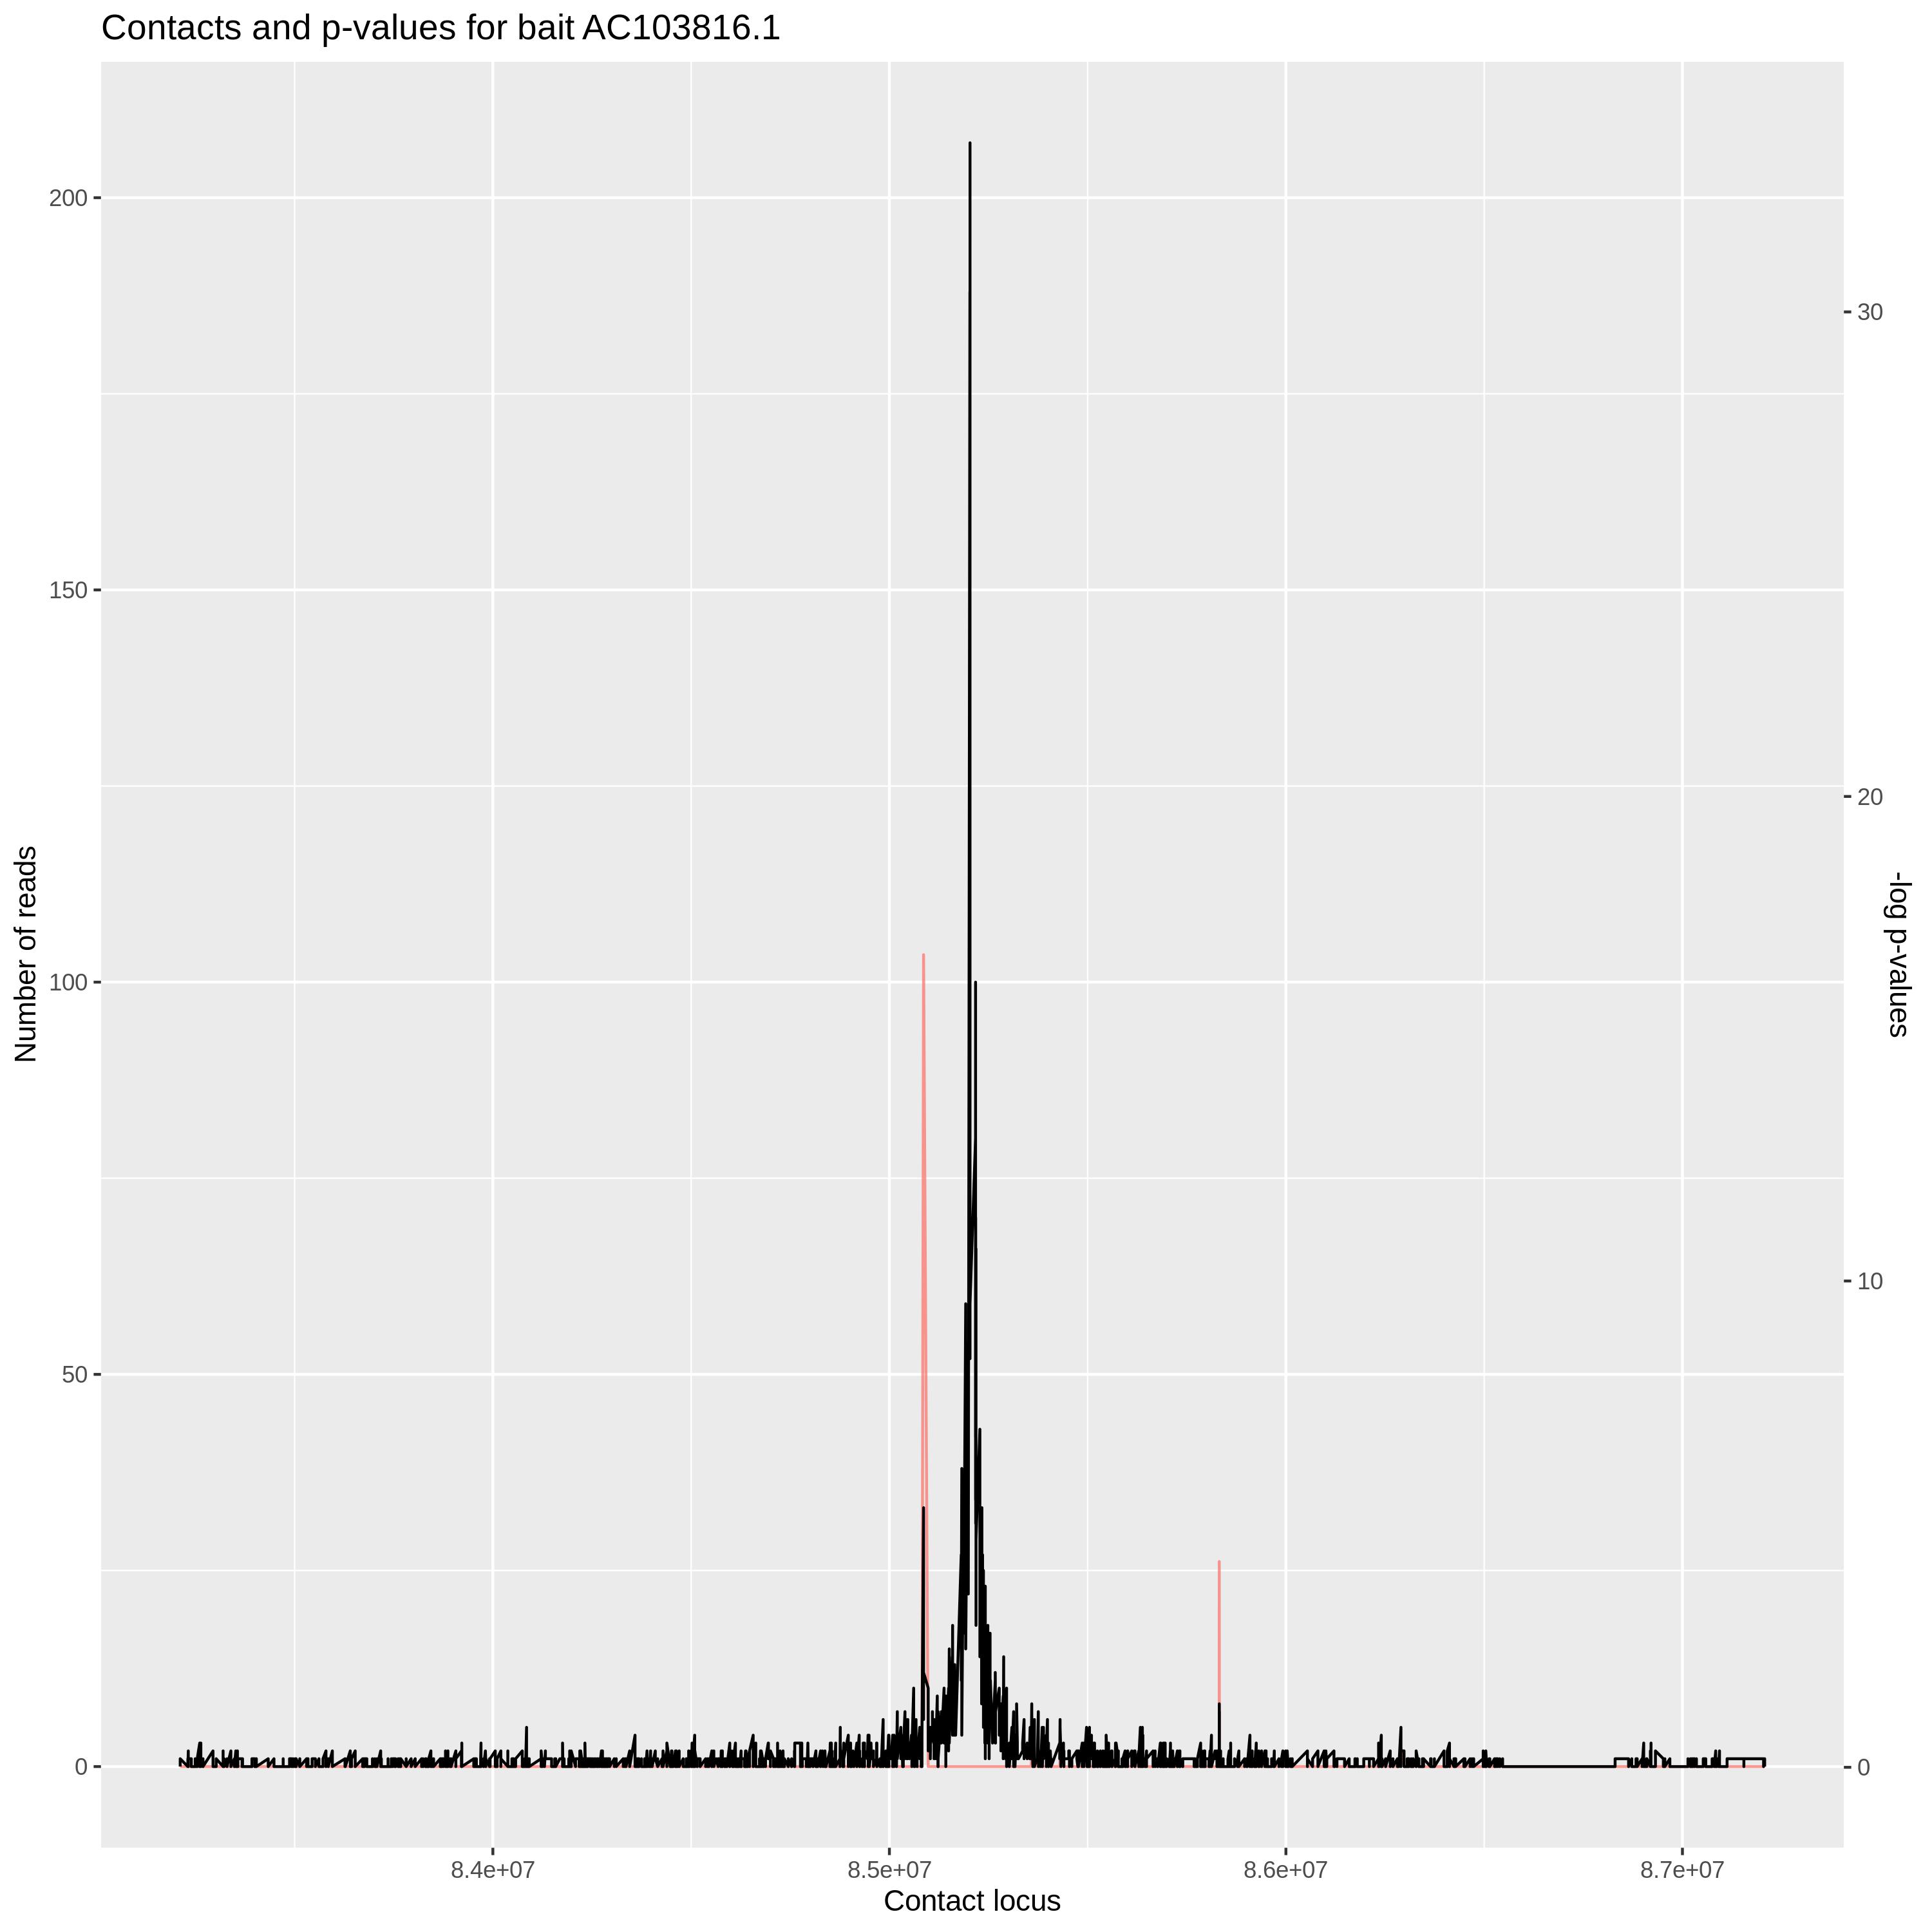 Contacts and p-values for bait AC103816.1
200
150
100
50
0
30
20
10
0
Number of reads
-log p-values
8.4e+07
8.5e+07
8.6e+07
8.7e+07
Contact locus